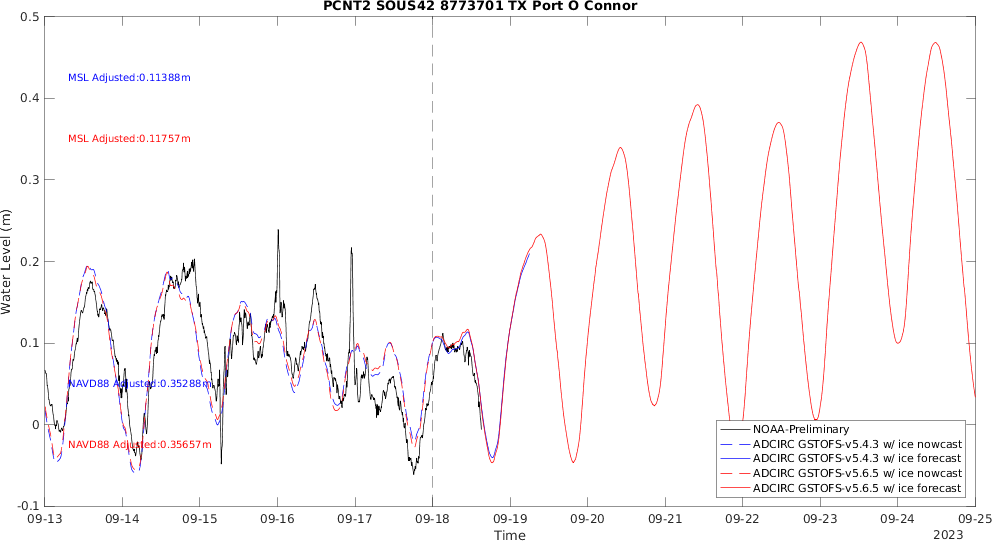 PCNT2 SOUS42 8773701 TX Port O Connor
0.5
0.4
0.3
0.2
0.1
0
-0.1
Water Level (m)
MSL Adjusted:0.11388m
MSL Adjusted:0.11757m
NAVD88 Adjusted:0.35288m
NAVD88 Adjusted:0.35657m
NOAA-Preliminary
ADCIRC GSTOFS-v5.4.3 w/ ice nowcast
ADCIRC GSTOFS-v5.4.3 w/ ice forecast
ADCIRC GSTOFS-v5.6.5 w/ ice nowcast
ADCIRC GSTOFS-v5.6.5 w/ ice forecast
09-13 09-14 09-15 09-16 09-17 09-18 09-19 09-20 09-21 09-22 09-23 09-24 09-25
Time
2023